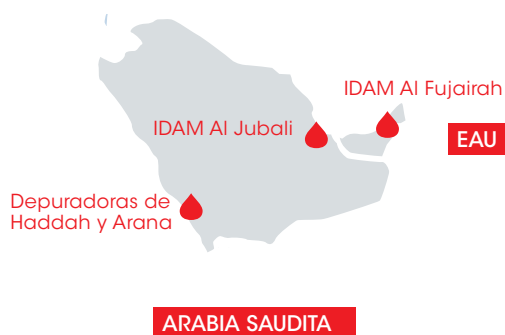 IDAM Al Fujairah
IDAM Al Jubali
EAU
Depuradoras de
Haddah y Arana
ARABIA SAUDITA